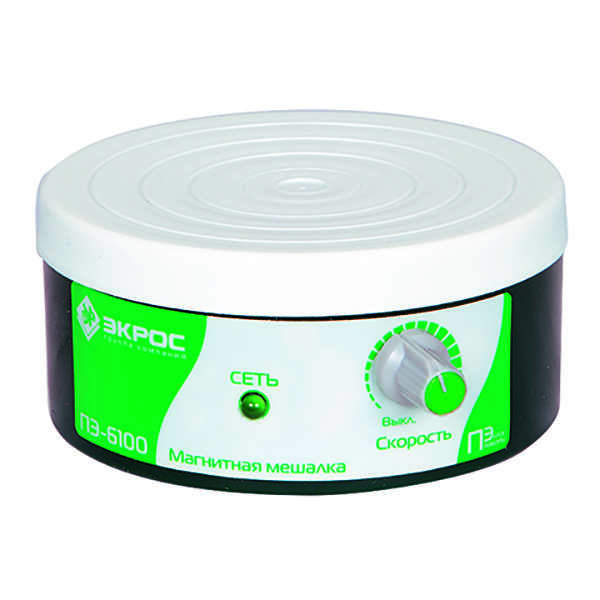 ЭКРОС
группа компаний
ПЭ-6100
СЕТЬ
Магнитная мешалка
Выкл.
Скорость
ПЭ